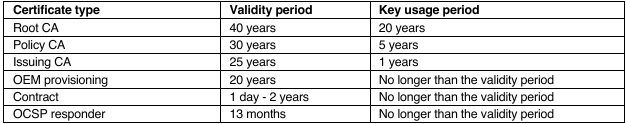 Certificate type Validity period Key usage period
Root CA 40 years 20 years
Policy CA 30 years 5 years
Issuing CA 25 years 1 years
OEM provisioning 20 years No longer than the validity period
Contract 1 day - 2 years No longer than the validity period
OCSP responder 13 months No longer than the validity period